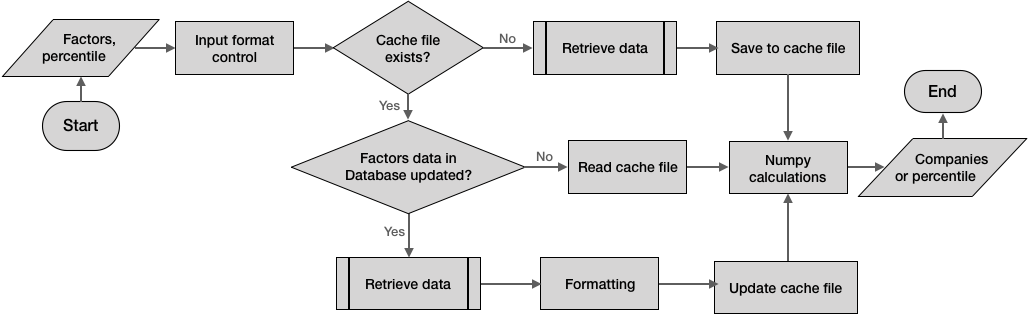 Factors,
percentile
Input format
control
Cache file
exists?
No
Retrieve data
Save to cache file
Start
Yes
End
Factors data in
Database updated?
No
Read cache file
Numpy
calculations
Companies
or percentile
Yes
Retrieve data
Formatting
Update cache file